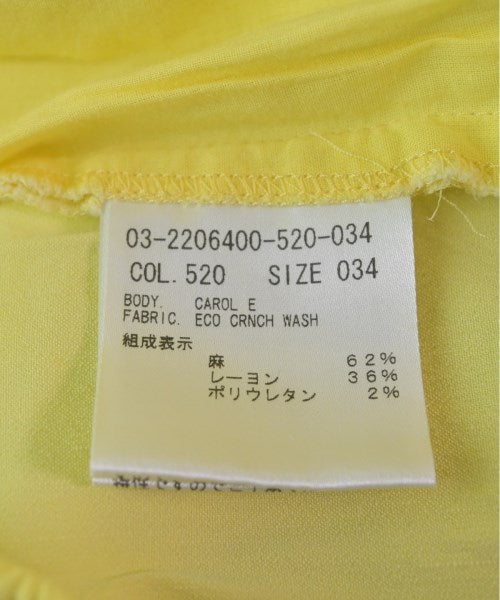 03-2206400-520-034
COL. 520 SIZE 034
BODY. CAROL E
FABRIC. ECO CRNCH WASH
組成表示
麻 62%
レーヨン 36%
ポリウレタン 2%